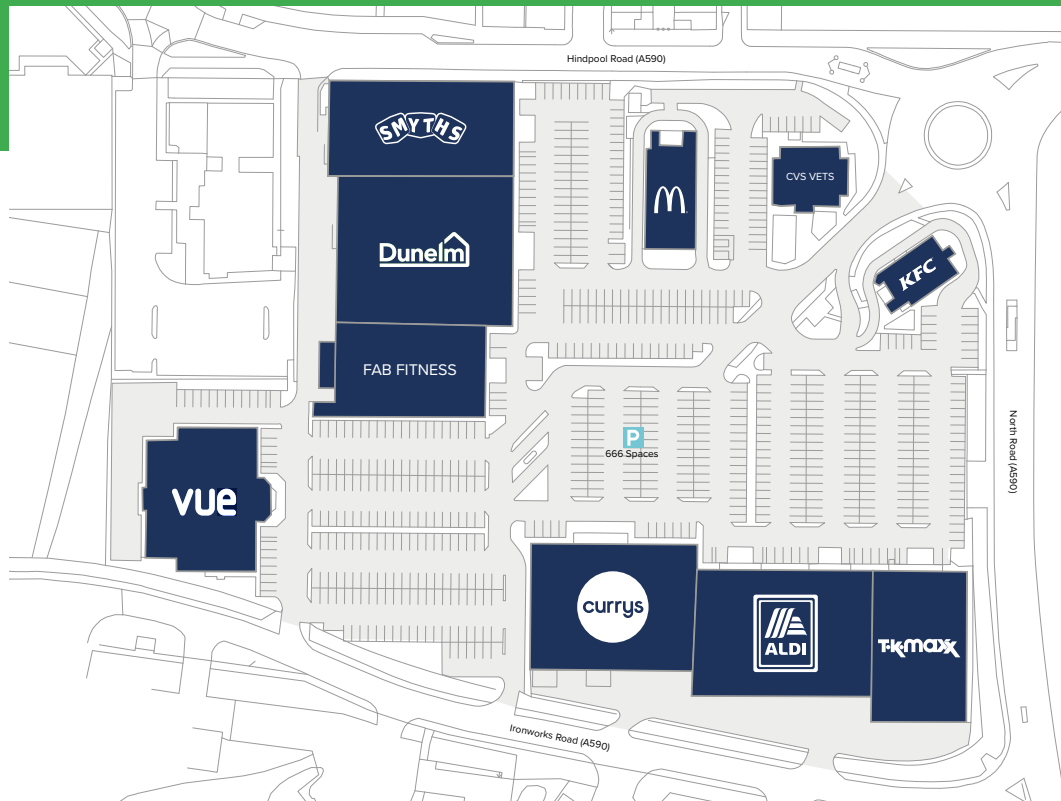 Hindpool Road (A590)
SMYTHS
M
CVS VETS
Dunelm
KFC
FAB FITNESS
North Road (A590)
P
666 Spaces
vue
currys
ALDI
T·K·maxx
Ironworks Road (A590)